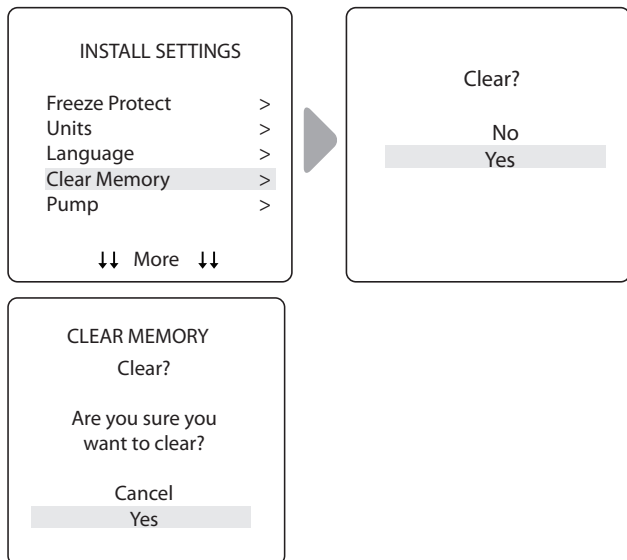 INSTALL SETTINGS
Freeze Protect >
Units >
Language >
Clear Memory >
Pump >
↓↓ More ↓↓
Clear?
No
Yes
CLEAR MEMORY
Clear?
Are you sure you
want to clear?
Cancel
Yes